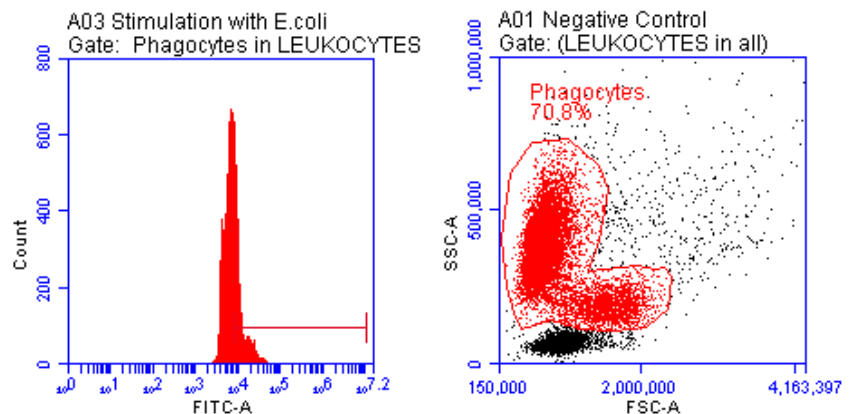 A03 Stimulation with E.coli
Gate: Phagocytes in LEUKOCYTES
800
600
400
200
0
Count
10^0 10^1 10^2 10^3 10^4 10^5 10^6 10^7.2
FITC-A
A01 Negative Control
Gate: (LEUKOCYTES in all)
1,000,000
500,000
0
SSC-A
Phagocytes
70.8%
150,000 2,000,000 4,163,397
FSC-A